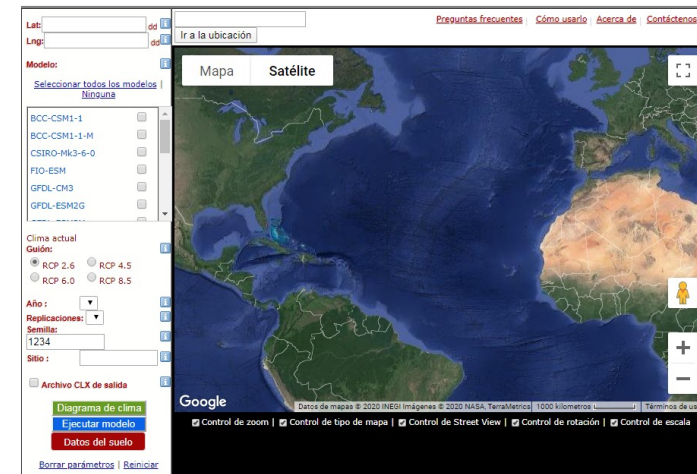 Lat: dd i
Lng: dd i
Ir a la ubicación
Preguntas frecuentes | Cómo usarlo | Acerca de | Contáctenos
Modelo: i
Seleccionar todos los modelos |
Ninguna
BCC-CSM1-1
BCC-CSM1-1-M
CSIRO-Mk3-6-0
FIO-ESM
GFDL-CM3
GFDL-ESM2G
Clima actual
Guión: i
RCP 2.6 RCP 4.5
RCP 6.0 RCP 8.5
Año : i
Replicaciones: i
Semilla: i
1234
Sitio : i
Archivo CLX de salida i
Diagrama de clima
Ejecutar modelo
Datos del suelo
Borrar parámetros | Reiniciar
Mapa Satélite
Google
Datos de mapas © 2020 INEGI Imágenes © 2020 NASA, TerraMetrics 1000 kilómetros Términos de us
Control de zoom | Control de tipo de mapa | Control de Street View | Control de rotación | Control de escala